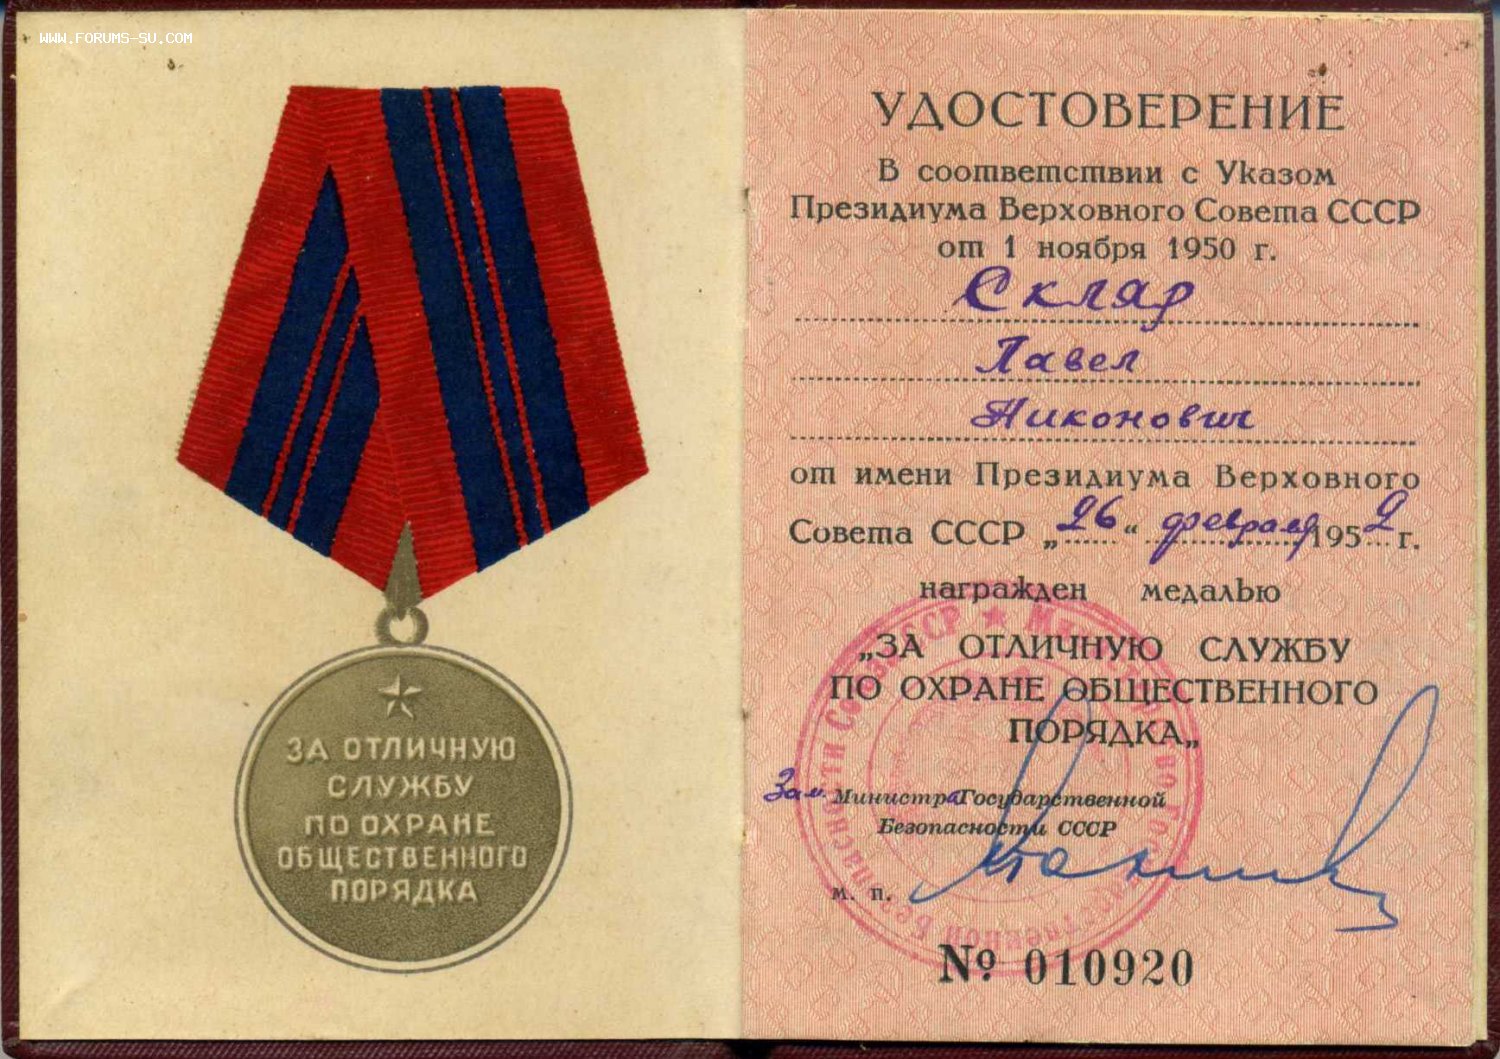 WWW.FORUMS-SU.COM
ЗА ОТЛИЧНУЮ
СЛУЖБУ
ПО ОХРАНЕ
ОБЩЕСТВЕННОГО
ПОРЯДКА
УДОСТОВЕРЕНИЕ
В соответствии с Указом
Президиума Верховного Совета СССР
от 1 ноября 1950 г.
Скляр
Павел
Никонович
от имени Президиума Верховного
Совета СССР „26“ февраля 1952 г.
награжден медалью
„ЗА ОТЛИЧНУЮ СЛУЖБУ
ПО ОХРАНЕ ОБЩЕСТВЕННОГО
ПОРЯДКА„
Зам. Министра Государственной
Безопасности СССР
м. п.
№ 010920